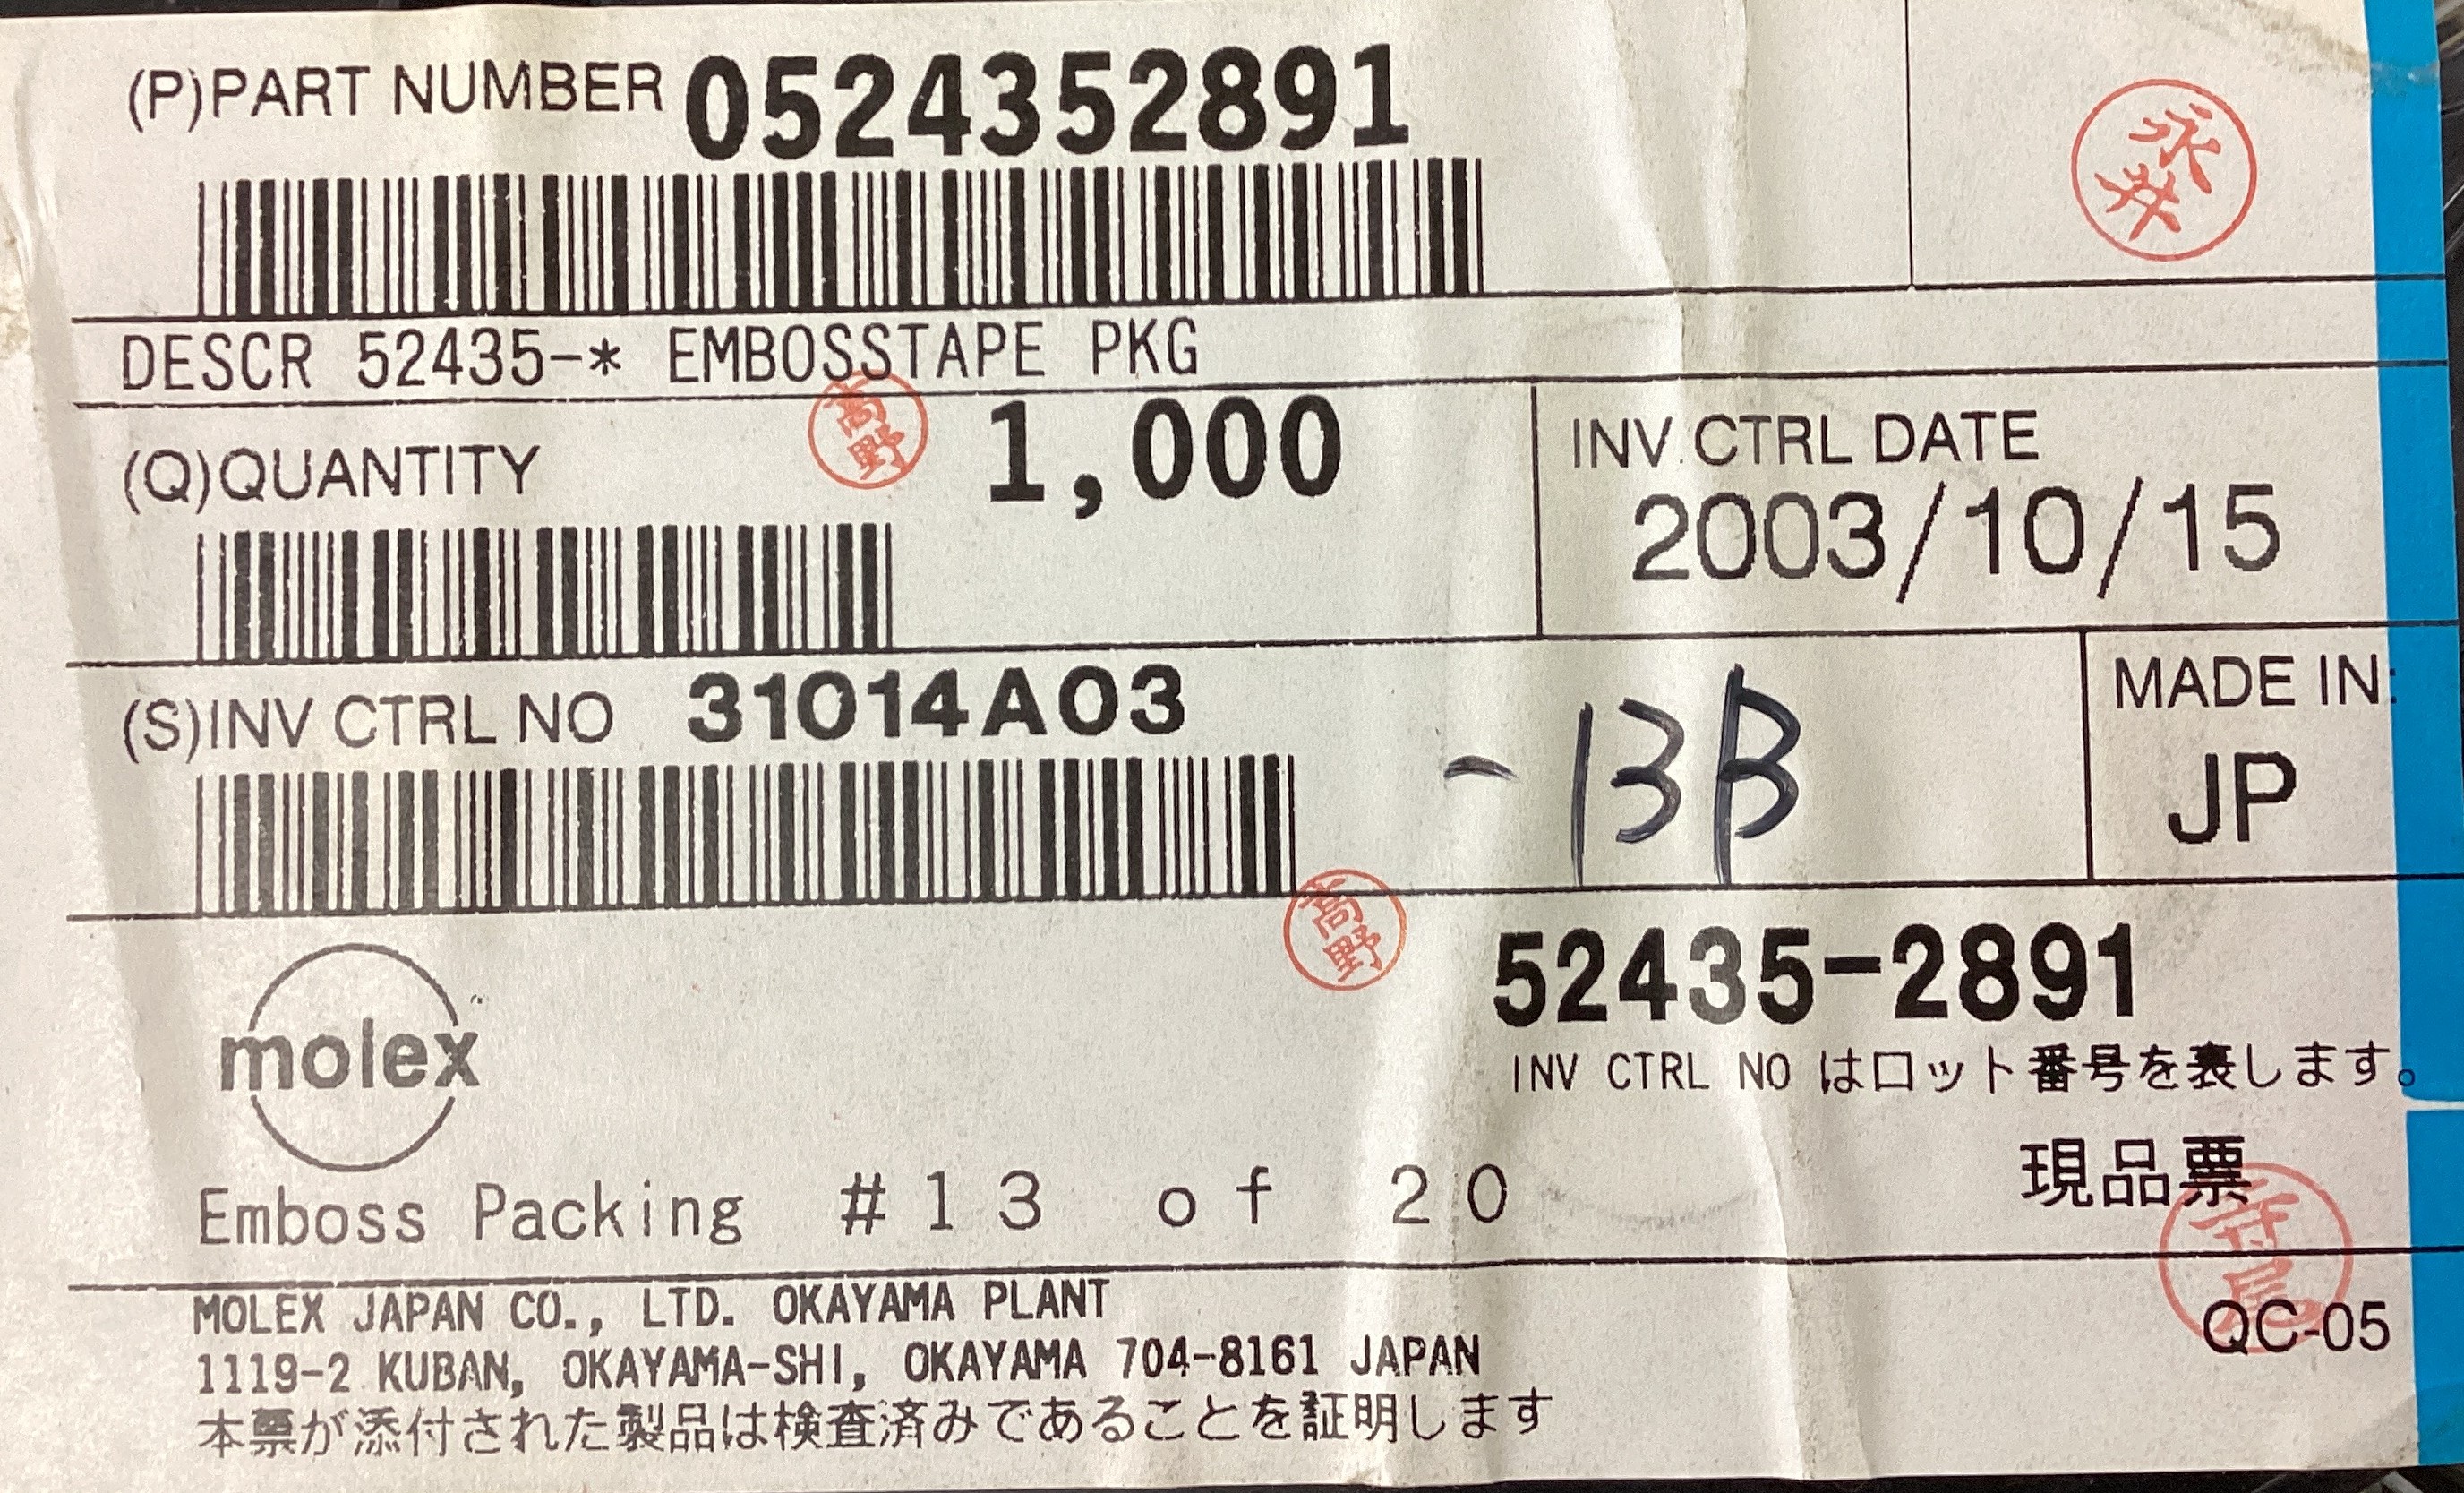 (P)PART NUMBER 0524352891
永井
DESCR 52435-* EMBOSSTAPE PKG
(Q)QUANTITY 高野 1,000
INV CTRL DATE
2003/10/15
(S)INV CTRL NO 31014A03
-13B
MADE IN:
JP
高野
molex
52435-2891
INV CTRL NO はロット番号を表します。
現品票
Emboss Packing #13 of 20
MOLEX JAPAN CO., LTD. OKAYAMA PLANT
QC-05
1119-2 KUBAN, OKAYAMA-SHI, OKAYAMA 704-8161 JAPAN
本票が添付された製品は検査済みであることを証明します